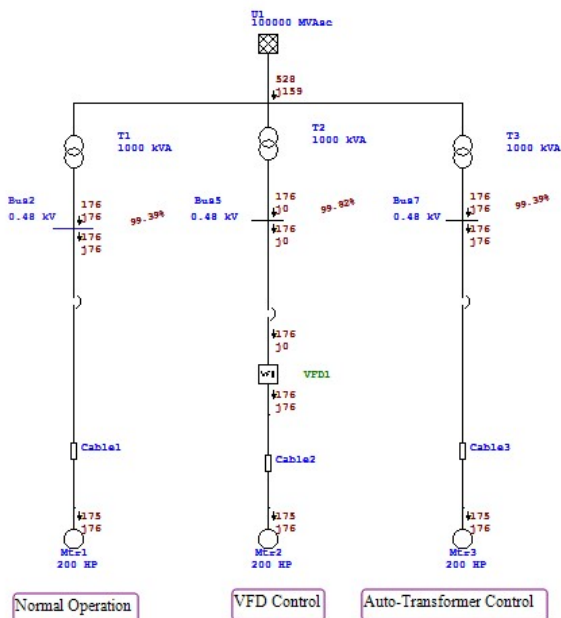 U1
100000 MVAsc
528
j159
T1
1000 kVA
T2
1000 kVA
T3
1000 kVA
Bus2
0.48 kV
176
j76
99.39%
176
j76
Bus5
0.48 kV
176
j0
99.82%
176
j0
Bus7
0.48 kV
176
j76
99.39%
176
j76
176
j0
VFD
VFD1
176
j76
Cable1
Cable2
Cable3
175
j76
175
j76
175
j76
Mtr1
200 HP
Mtr2
200 HP
Mtr3
200 HP
Normal Operation
VFD Control
Auto-Transformer Control